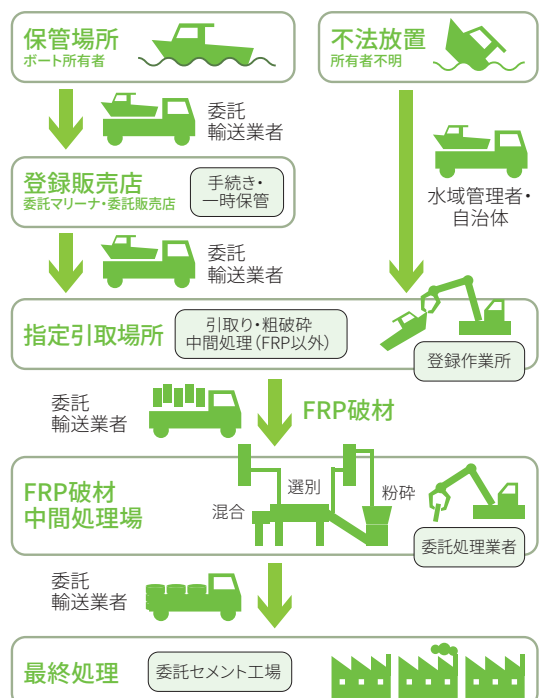 保管場所
ボート所有者
不法放置
所有者不明
委託
輸送業者
水域管理者・
自治体
登録販売店
委託マリーナ・委託販売店
手続き・
一時保管
委託
輸送業者
指定引取場所
引取り・粗破砕
中間処理(FRP以外)
登録作業所
委託
輸送業者
FRP破材
FRP破材
中間処理場
混合
選別
粉砕
委託処理業者
委託
輸送業者
最終処理
委託セメント工場